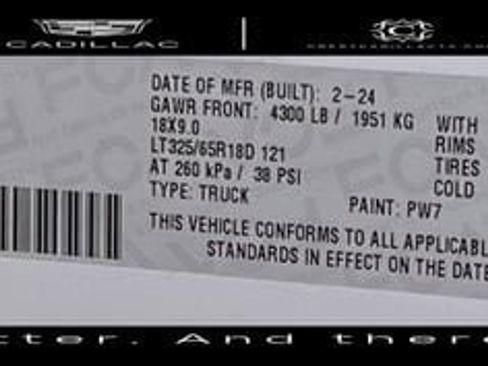 CADILLAC
DATE OF MFR (BUILT): 2-24
GAWR FRONT: 4300 LB / 1951 KG WITH
18X9.0 RIMS
LT325/65R18D 121 TIRES
AT 260 kPa / 38 PSI COLD
TYPE: TRUCK PAINT: PW7
THIS VEHICLE CONFORMS TO ALL APPLICABL
STANDARDS IN EFFECT ON THE DATE
tter. And there